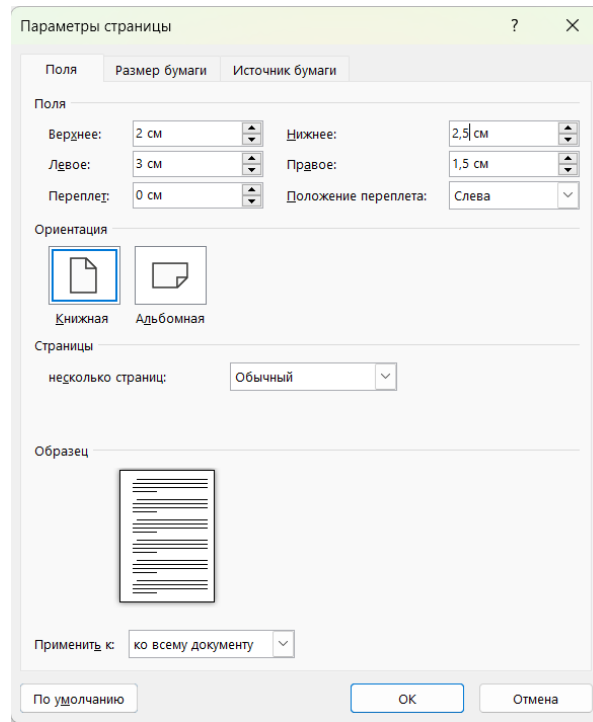 Параметры страницы ?
Поля Размер бумаги Источник бумаги
Поля
Верхнее: 2 см Нижнее: 2,5 см
Левое: 3 см Правое: 1,5 см
Переплет: 0 см Положение переплета: Слева
Ориентация
Книжная Альбомная
Страницы
несколько страниц: Обычный
Образец
Применить к: ко всему документу
По умолчанию ОК Отмена